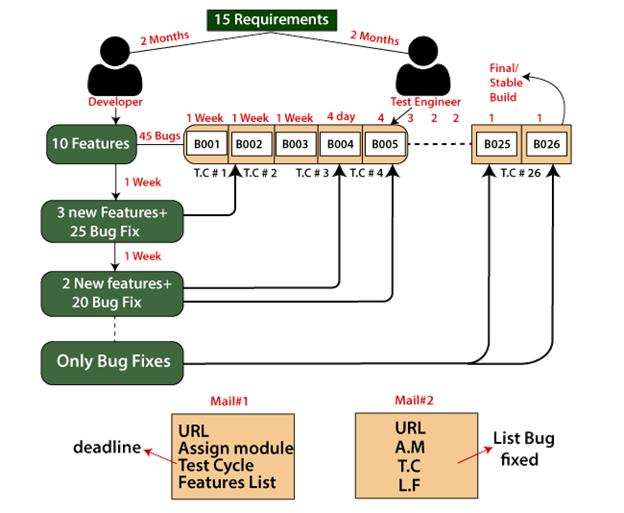 15 Requirements
2 Months
2 Months
Developer
Test Engineer
Final/
Stable
Build
1 Week
1 Week
1 Week
4 day
4
3
2
2
1
1
10 Features
45 Bugs
B001
B002
B003
B004
B005
B025
B026
T.C # 1
T.C # 2
T.C # 3
T.C # 4
T.C # 26
1 Week
3 new Features+
25 Bug Fix
1 Week
2 New features+
20 Bug Fix
Only Bug Fixes
Mail#1
URL
Assign module
Test Cycle
Features List
deadline
Mail#2
URL
A.M
T.C
L.F
List Bug
fixed